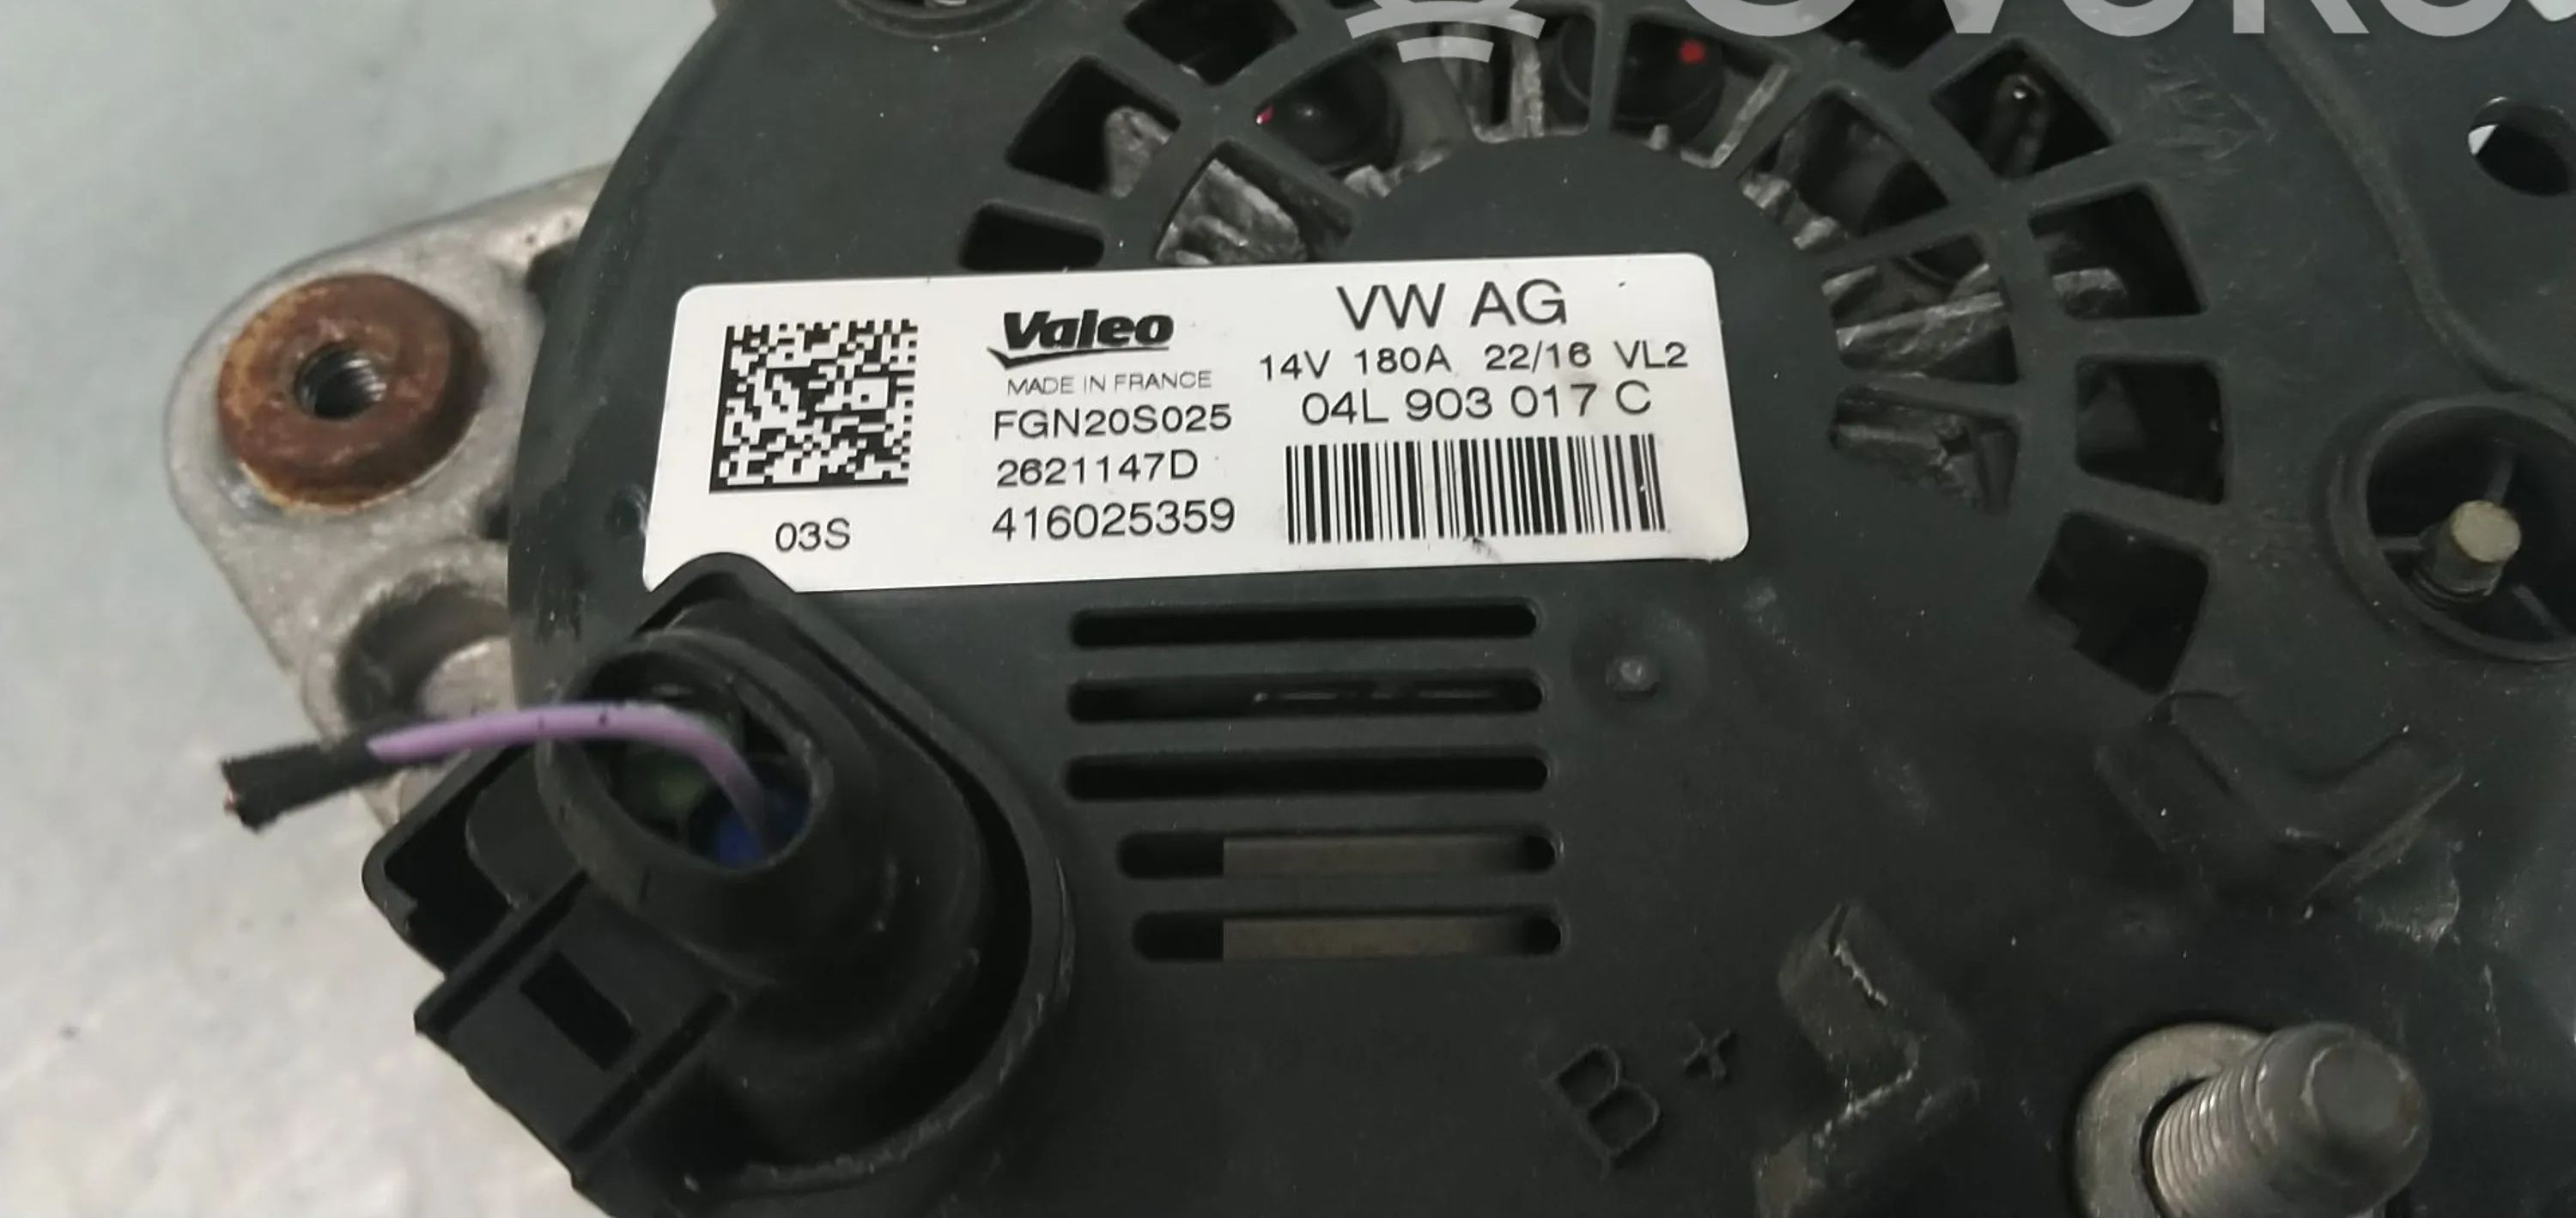 Valeo
MADE IN FRANCE
FGN20S025
2621147D
416025359
03S
VW AG
14V 180A 22/16 VL2
04L 903 017 C
B+